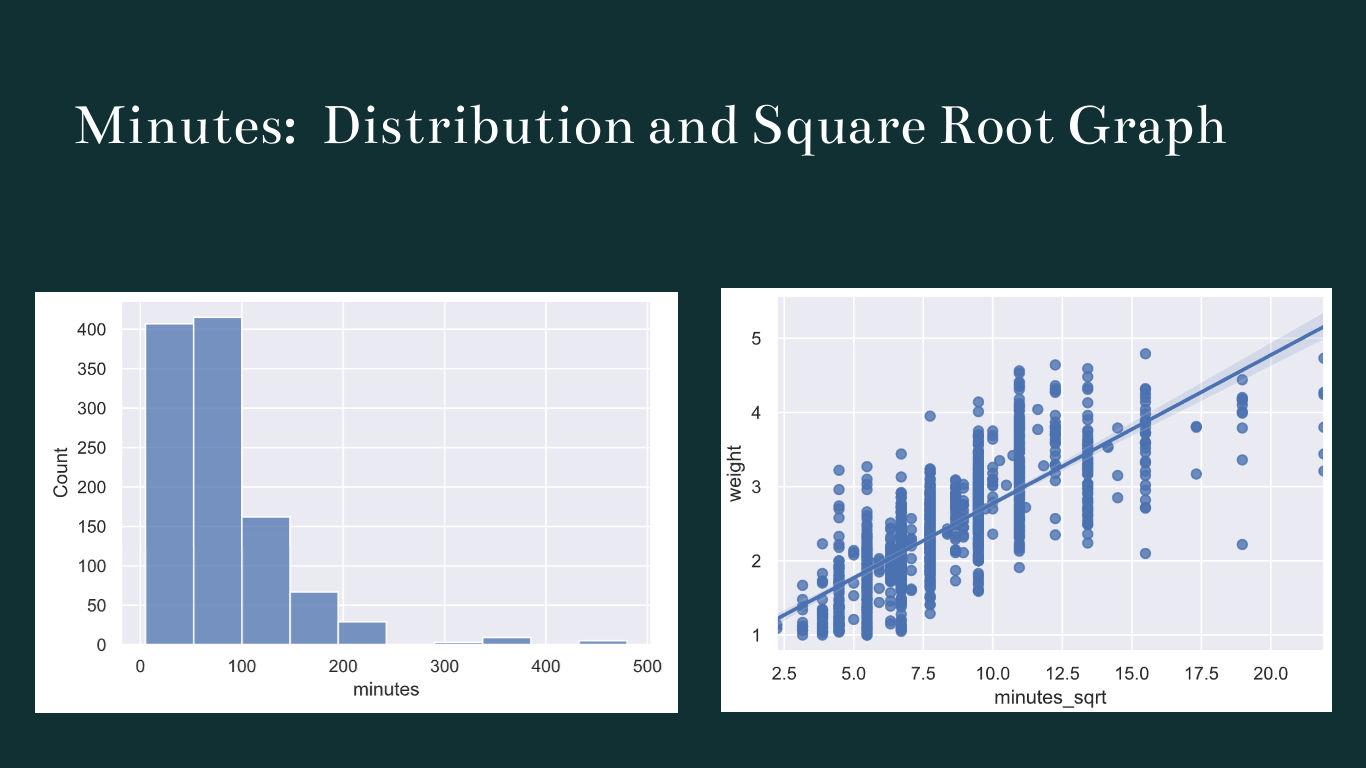 Minutes: Distribution and Square Root Graph
400
350
300
250
200
150
100
50
0
Count
0 100 200 300 400 500
minutes
5
4
3
2
1
weight
2.5 5.0 7.5 10.0 12.5 15.0 17.5 20.0
minutes_sqrt